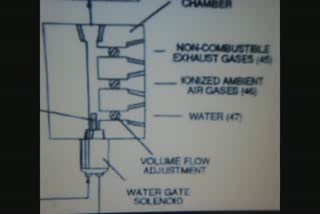 CHAMBER
NON-COMBUSTIBLE
EXHAUST GASES (45)
IONIZED AMBIENT
AIR GASES (46)
WATER (47)
VOLUME FLOW
ADJUSTMENT
WATER GATE
SOLENOID